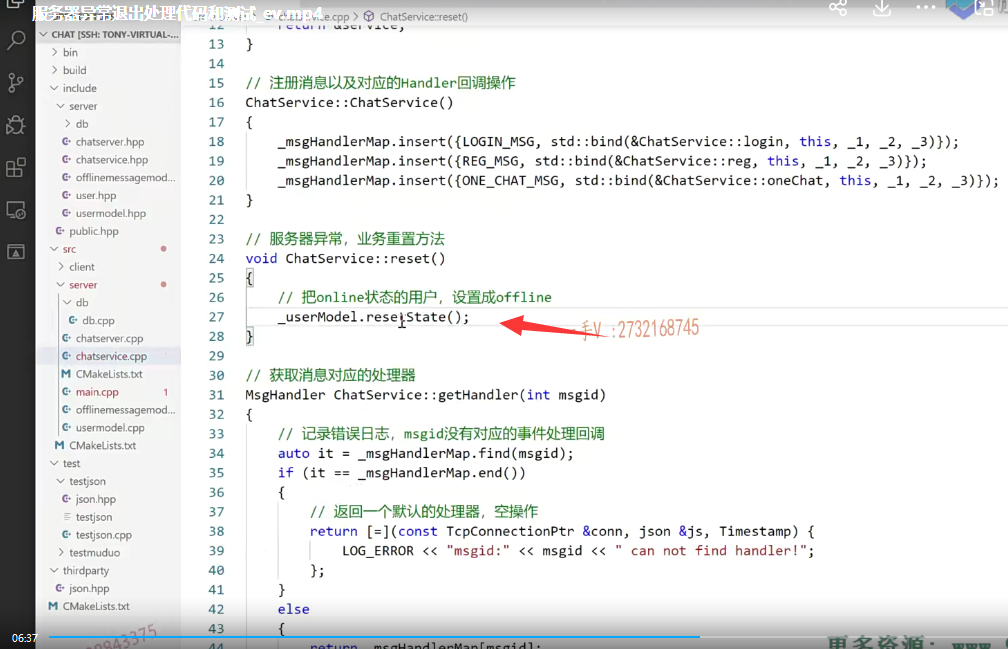 服务器异常退出处理代码和测试_ev.mp4
.cpp > ChatService::reset()
CHAT [SSH: TONY-VIRTUAL-...
bin
build
include
server
db
chatserver.hpp
chatservice.hpp
offlinemessagemod...
user.hpp
usermodel.hpp
public.hpp
src
client
server
db
db.cpp
chatserver.cpp
chatservice.cpp
CMakeLists.txt
main.cpp 1
offlinemessagemod...
usermodel.cpp
CMakeLists.txt
test
testjson
json.hpp
testjson
testjson.cpp
testmuduo
thirdparty
json.hpp
CMakeLists.txt
12 return &service;
13 }
14
15 // 注册消息以及对应的Handler回调操作
16 ChatService::ChatService()
17 {
18 _msgHandlerMap.insert({LOGIN_MSG, std::bind(&ChatService::login, this, _1, _2, _3)});
19 _msgHandlerMap.insert({REG_MSG, std::bind(&ChatService::reg, this, _1, _2, _3)});
20 _msgHandlerMap.insert({ONE_CHAT_MSG, std::bind(&ChatService::oneChat, this, _1, _2, _3)});
21 }
22
23 // 服务器异常，业务重置方法
24 void ChatService::reset()
25 {
26 // 把online状态的用户，设置成offline
27 _userModel.resetState();
28 }
手V :2732168745
29
30 // 获取消息对应的处理器
31 MsgHandler ChatService::getHandler(int msgid)
32 {
33 // 记录错误日志，msgid没有对应的事件处理回调
34 auto it = _msgHandlerMap.find(msgid);
35 if (it == _msgHandlerMap.end())
36 {
37 // 返回一个默认的处理器，空操作
38 return [=](const TcpConnectionPtr &conn, json &js, Timestamp) {
39 LOG_ERROR << "msgid:" << msgid << " can not find handler!";
40 };
41 }
42 else
43 {
44 return _msgHandlerMap[msgid];
06:37
更多资源：www.